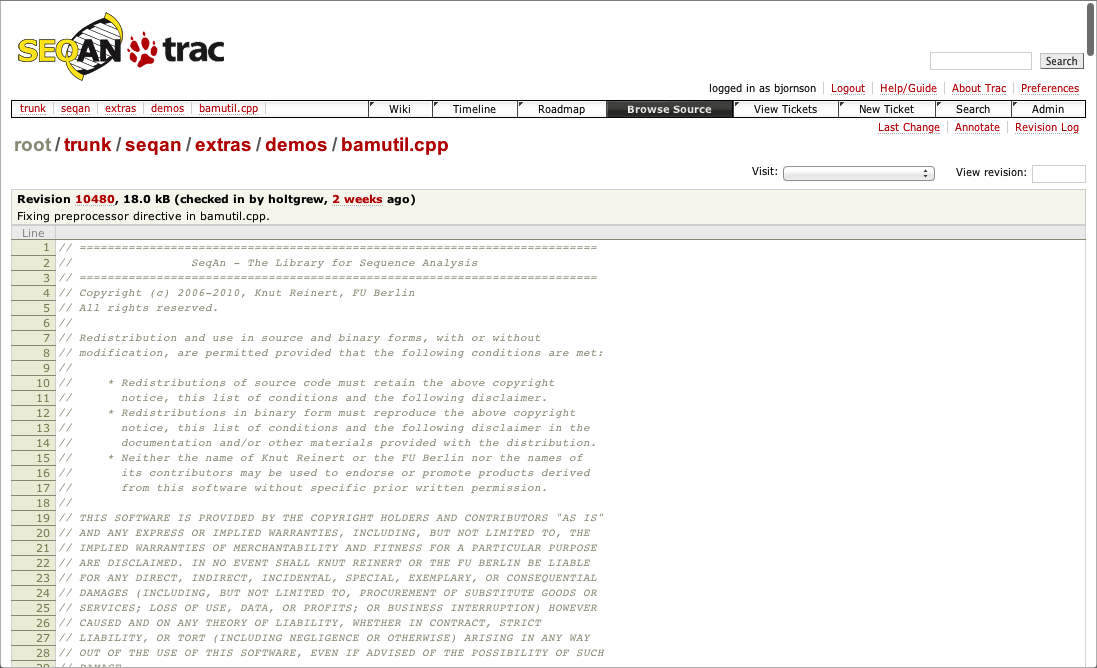 SEQAN trac
Search
logged in as bjornson Logout Help/Guide About Trac Preferences
trunk seqan extras demos bamutil.cpp Wiki Timeline Roadmap Browse Source View Tickets New Ticket Search Admin
Last Change Annotate Revision Log
root / trunk / seqan / extras / demos / bamutil.cpp
Visit: View revision:
Revision 10480, 18.0 kB (checked in by holtgrew, 2 weeks ago)
Fixing preprocessor directive in bamutil.cpp.
Line
1 // ==========================================================================
2 // SeqAn - The Library for Sequence Analysis
3 // ==========================================================================
4 // Copyright (c) 2006-2010, Knut Reinert, FU Berlin
5 // All rights reserved.
6 //
7 // Redistribution and use in source and binary forms, with or without
8 // modification, are permitted provided that the following conditions are met:
9 //
10 // * Redistributions of source code must retain the above copyright
11 // notice, this list of conditions and the following disclaimer.
12 // * Redistributions in binary form must reproduce the above copyright
13 // notice, this list of conditions and the following disclaimer in the
14 // documentation and/or other materials provided with the distribution.
15 // * Neither the name of Knut Reinert or the FU Berlin nor the names of
16 // its contributors may be used to endorse or promote products derived
17 // from this software without specific prior written permission.
18 //
19 // THIS SOFTWARE IS PROVIDED BY THE COPYRIGHT HOLDERS AND CONTRIBUTORS "AS IS"
20 // AND ANY EXPRESS OR IMPLIED WARRANTIES, INCLUDING, BUT NOT LIMITED TO, THE
21 // IMPLIED WARRANTIES OF MERCHANTABILITY AND FITNESS FOR A PARTICULAR PURPOSE
22 // ARE DISCLAIMED. IN NO EVENT SHALL KNUT REINERT OR THE FU BERLIN BE LIABLE
23 // FOR ANY DIRECT, INDIRECT, INCIDENTAL, SPECIAL, EXEMPLARY, OR CONSEQUENTIAL
24 // DAMAGES (INCLUDING, BUT NOT LIMITED TO, PROCUREMENT OF SUBSTITUTE GOODS OR
25 // SERVICES; LOSS OF USE, DATA, OR PROFITS; OR BUSINESS INTERRUPTION) HOWEVER
26 // CAUSED AND ON ANY THEORY OF LIABILITY, WHETHER IN CONTRACT, STRICT
27 // LIABILITY, OR TORT (INCLUDING NEGLIGENCE OR OTHERWISE) ARISING IN ANY WAY
28 // OUT OF THE USE OF THIS SOFTWARE, EVEN IF ADVISED OF THE POSSIBILITY OF SUCH
29 // DAMAGE.